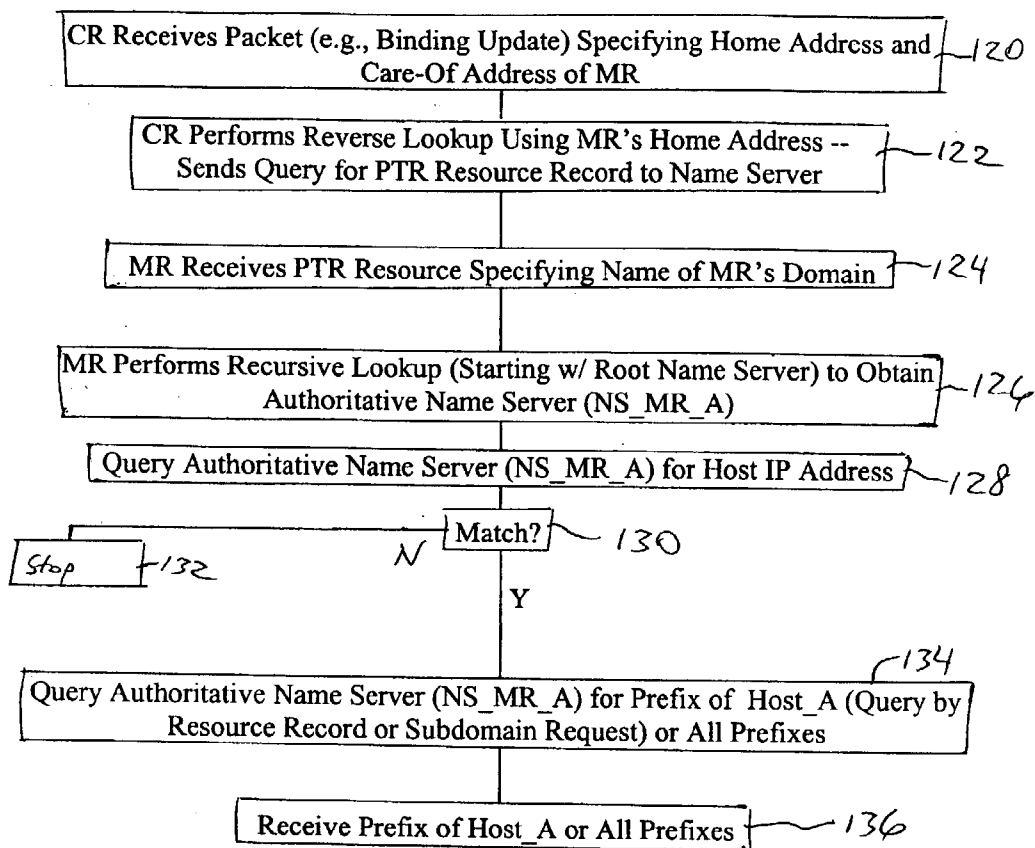 CR Receives Packet (e.g., Binding Update) Specifying Home Address and
Care-Of Address of MR
120
CR Performs Reverse Lookup Using MR's Home Address --
Sends Query for PTR Resource Record to Name Server
122
MR Receives PTR Resource Specifying Name of MR's Domain
124
MR Performs Recursive Lookup (Starting w/ Root Name Server) to Obtain
Authoritative Name Server (NS_MR_A)
126
Query Authoritative Name Server (NS_MR_A) for Host IP Address
128
Match?
130
N
Stop
132
Y
134
Query Authoritative Name Server (NS_MR_A) for Prefix of Host_A (Query by
Resource Record or Subdomain Request) or All Prefixes
Receive Prefix of Host_A or All Prefixes
136